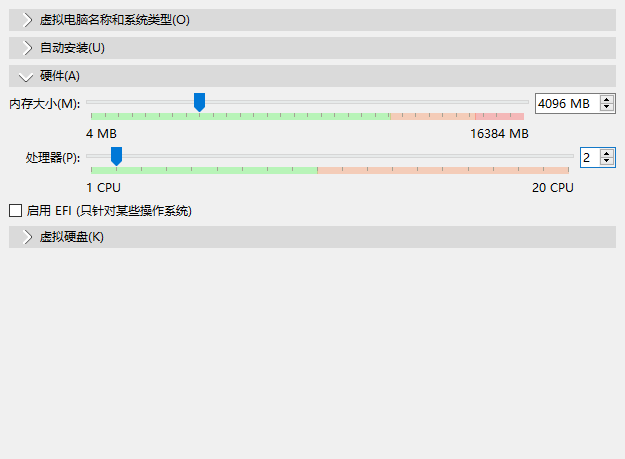 虚拟电脑名称和系统类型(O)
自动安装(U)
硬件(A)
内存大小(M): 4096 MB
4 MB 16384 MB
处理器(P): 2
1 CPU 20 CPU
启用 EFI (只针对某些操作系统)
虚拟硬盘(K)